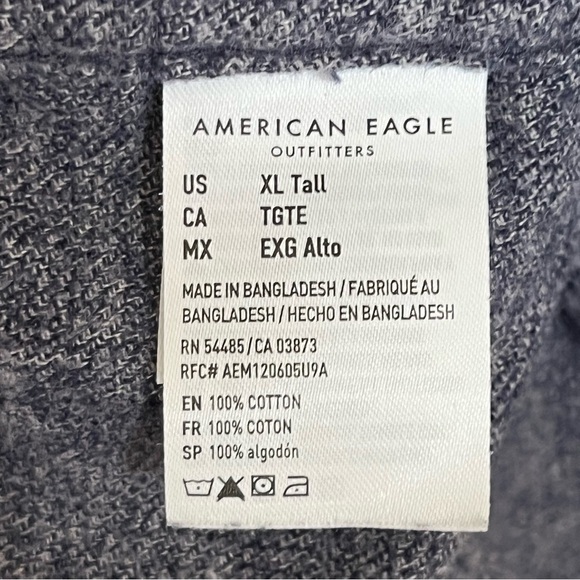 AMERICAN EAGLE
OUTFITTERS
US XL Tall
CA TGTE
MX EXG Alto
MADE IN BANGLADESH / FABRIQUÉ AU
BANGLADESH / HECHO EN BANGLADESH
RN 54485 / CA 03873
RFC# AEM120605U9A
EN 100% COTTON
FR 100% COTON
SP 100% algodón